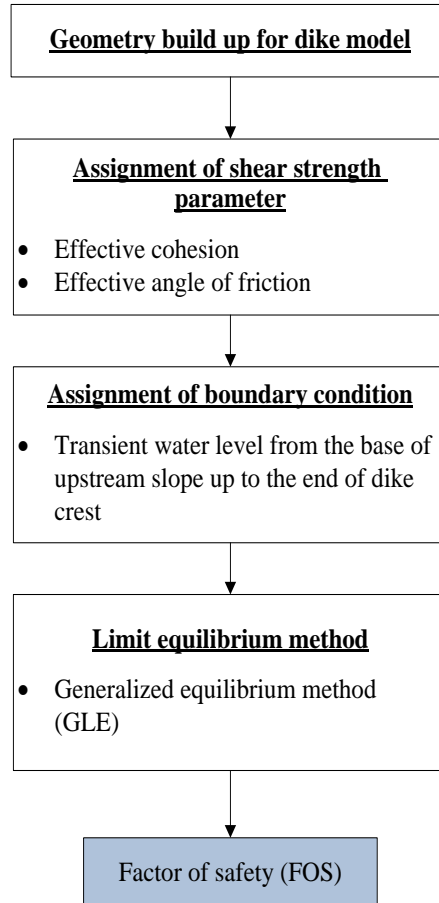 Geometry build up for dike model
Assignment of shear strength
parameter
• Effective cohesion
• Effective angle of friction
Assignment of boundary condition
• Transient water level from the base of
upstream slope up to the end of dike
crest
Limit equilibrium method
• Generalized equilibrium method
(GLE)
Factor of safety (FOS)